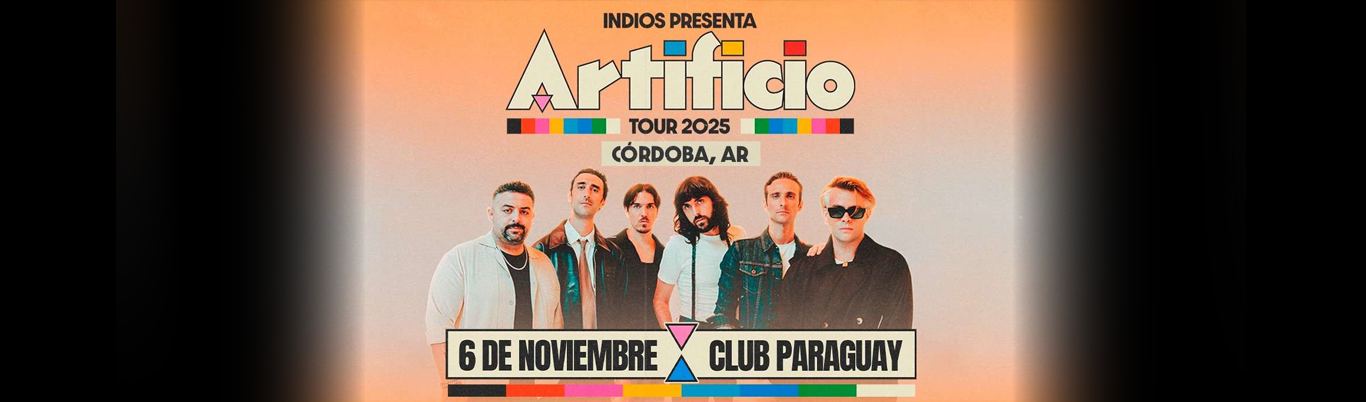 INDIOS PRESENTA
Artificio
TOUR 2025
CÓRDOBA, AR
6 DE NOVIEMBRE CLUB PARAGUAY